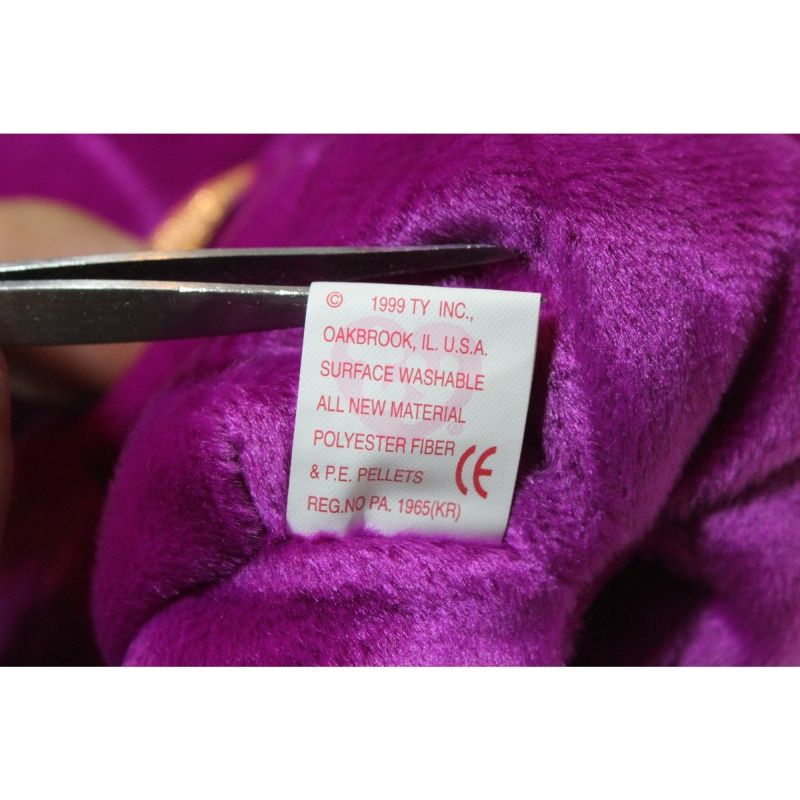 © 1999 TY INC.,
OAKBROOK, IL. U.S.A.
SURFACE WASHABLE
ALL NEW MATERIAL
POLYESTER FIBER
& P.E. PELLETS CE
REG.NO PA. 1965(KR)